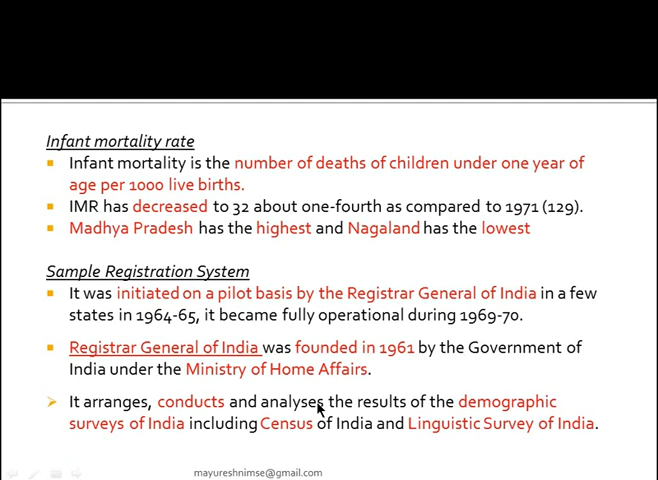 Infant mortality rate
Infant mortality is the number of deaths of children under one year of
age per 1000 live births.
IMR has decreased to 32 about one-fourth as compared to 1971 (129).
Madhya Pradesh has the highest and Nagaland has the lowest
Sample Registration System
It was initiated on a pilot basis by the Registrar General of India in a few
states in 1964-65, it became fully operational during 1969-70.
Registrar General of India was founded in 1961 by the Government of
India under the Ministry of Home Affairs.
It arranges, conducts and analyses the results of the demographic
surveys of India including Census of India and Linguistic Survey of India.
mayureshnimse@gmail.com